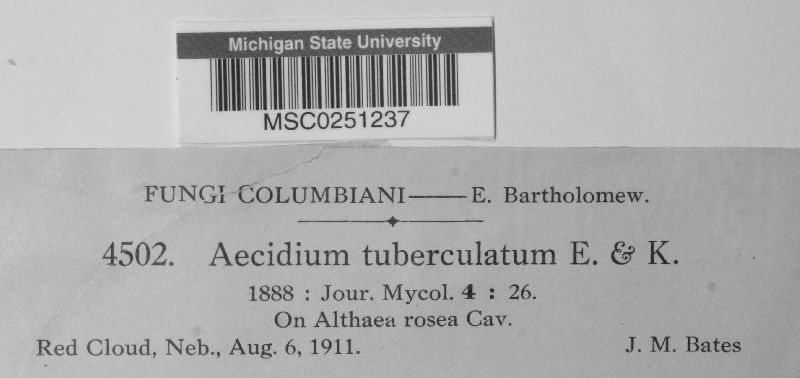 Michigan State University
MSC0251237
FUNGI COLUMBIANI——E. Bartholomew.
4502. Aecidium tuberculatum E. & K.
1888 : Jour. Mycol. 4 : 26.
On Althaea rosea Cav.
Red Cloud, Neb., Aug. 6, 1911. J. M. Bates